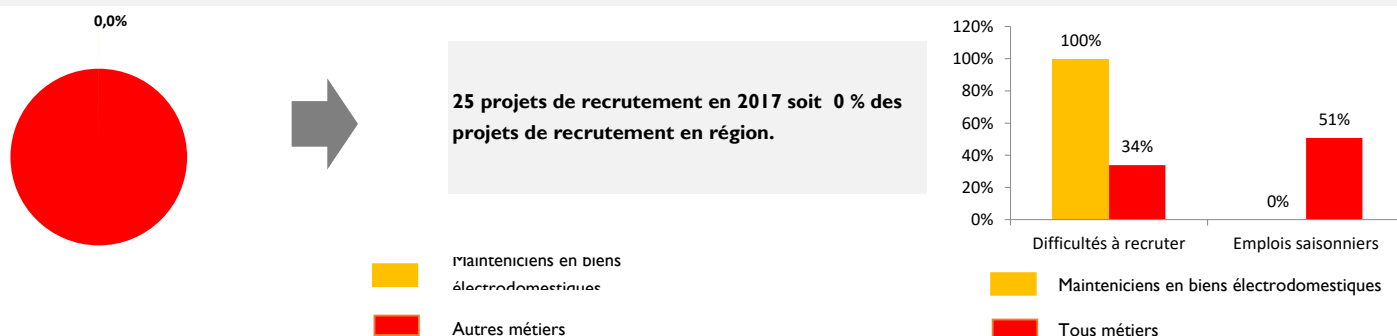 0,0%
25 projets de recrutement en 2017 soit 0 % des
projets de recrutement en région.
Mainteniciens en biens
électrodomestiques
Autres métiers
120%
100%
80%
60%
40%
20%
0%
100%
34%
0%
51%
Difficultés à recruter
Emplois saisonniers
Mainteniciens en biens électrodomestiques
Tous métiers